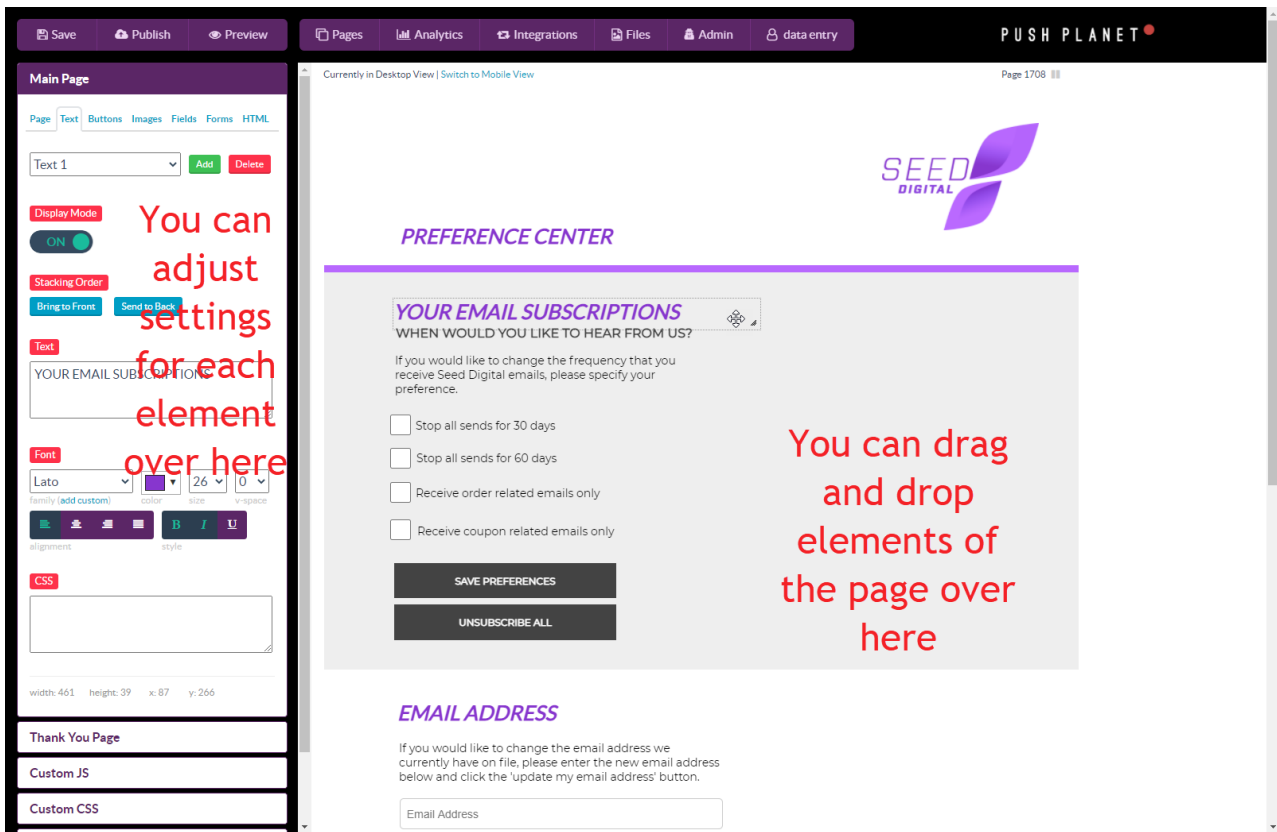 Save Publish Preview Pages Analytics Integrations Files Admin data entry PUSH PLANET
Main Page
Currently in Desktop View | Switch to Mobile View
Page 1708
Page Text Buttons Images Fields Forms HTML
Text 1 Add Delete
Display Mode
ON
Stacking Order
Bring to Front Send to Back
Text
YOUR EMAIL SUBSCRIPTIONS
Font
Lato 26 0
family (add custom) color size v-space
B I U
alignment style
CSS
width: 461 height: 39 x: 87 y: 266
Thank You Page
Custom JS
Custom CSS
You can
adjust
settings
for each
element
over here
SEED
DIGITAL
PREFERENCE CENTER
YOUR EMAIL SUBSCRIPTIONS
WHEN WOULD YOU LIKE TO HEAR FROM US?
If you would like to change the frequency that you
receive Seed Digital emails, please specify your
preference.
Stop all sends for 30 days
Stop all sends for 60 days
Receive order related emails only
Receive coupon related emails only
SAVE PREFERENCES
UNSUBSCRIBE ALL
You can drag
and drop
elements of
the page over
here
EMAIL ADDRESS
If you would like to change the email address we
currently have on file, please enter the new email address
below and click the 'update my email address' button.
Email Address